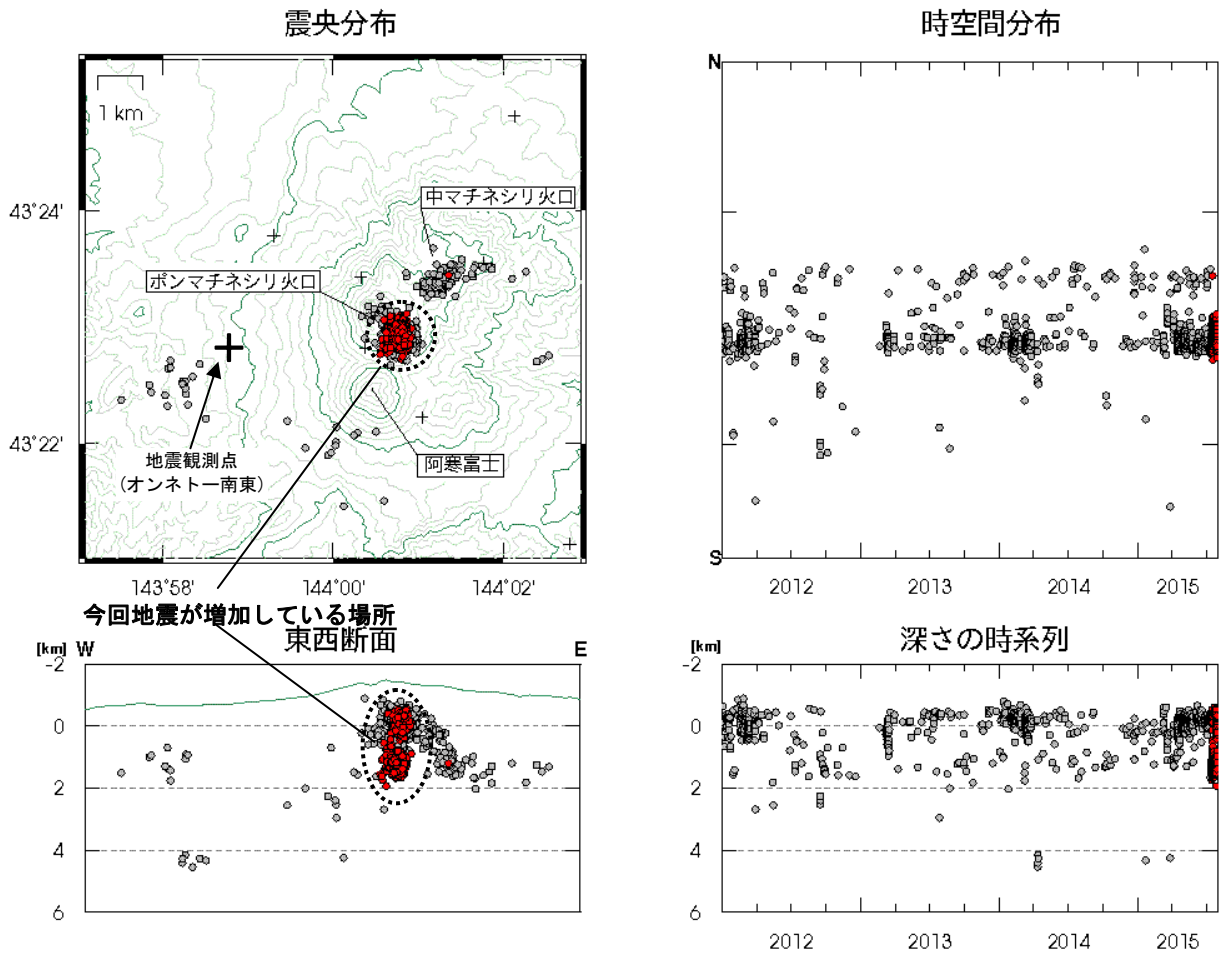 震央分布
1 km
中マチネシリ火口
ポンマチネシリ火口
地震観測点
(オンネトー南東)
阿寒富士
43°24'
43°22'
143°58'
144°00'
144°02'
今回地震が増加している場所
時空間分布
N
S
2012
2013
2014
2015
東西断面
[km]
W
E
-2
0
2
4
6
深さの時系列
[km]
-2
0
2
4
6
2012
2013
2014
2015